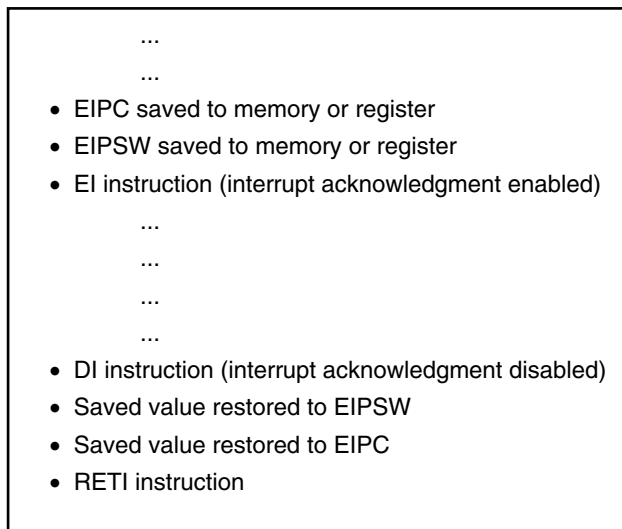 ...
...
• EIPC saved to memory or register
• EIPSW saved to memory or register
• EI instruction (interrupt acknowledgment enabled)
...
...
...
...
• DI instruction (interrupt acknowledgment disabled)
• Saved value restored to EIPSW
• Saved value restored to EIPC
• RETI instruction